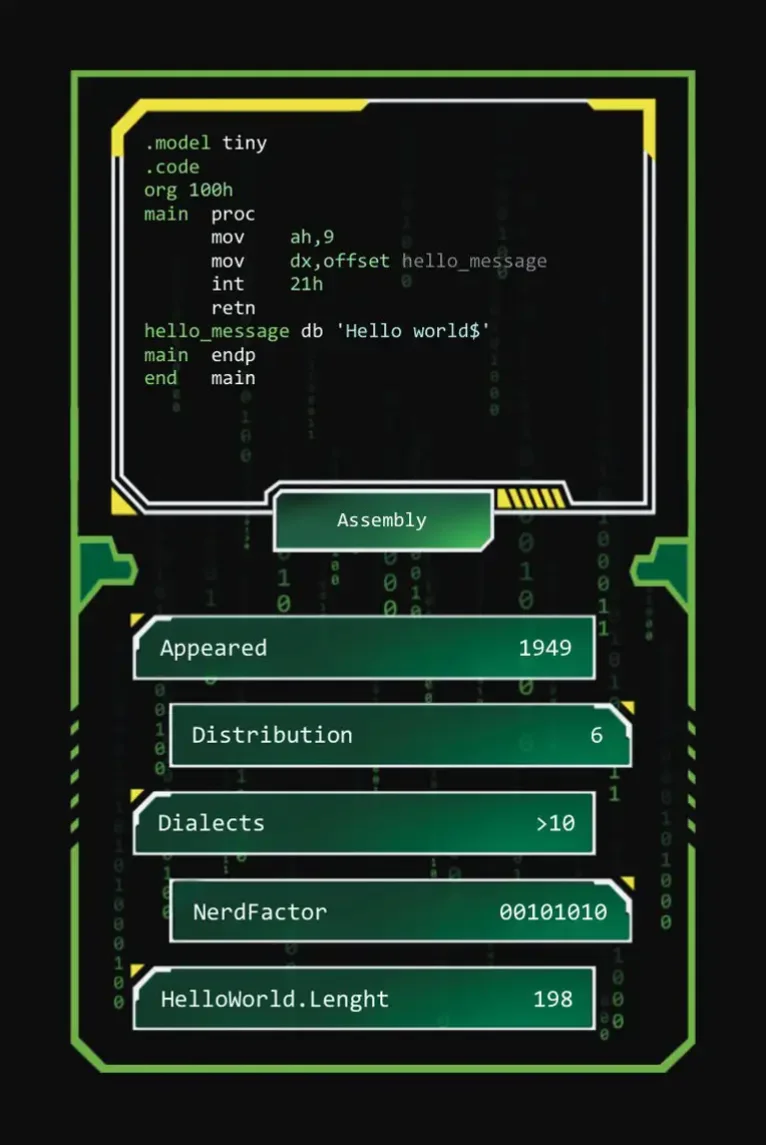 .model tiny
.code
org 100h
main  proc
      mov    ah,9
      mov    dx,offset hello_message
      int    21h
      retn
hello_message db 'Hello world$'
main  endp
end   main
Assembly
Appeared 1949
Distribution 6
Dialects >10
NerdFactor 00101010
HelloWorld.Lenght 198